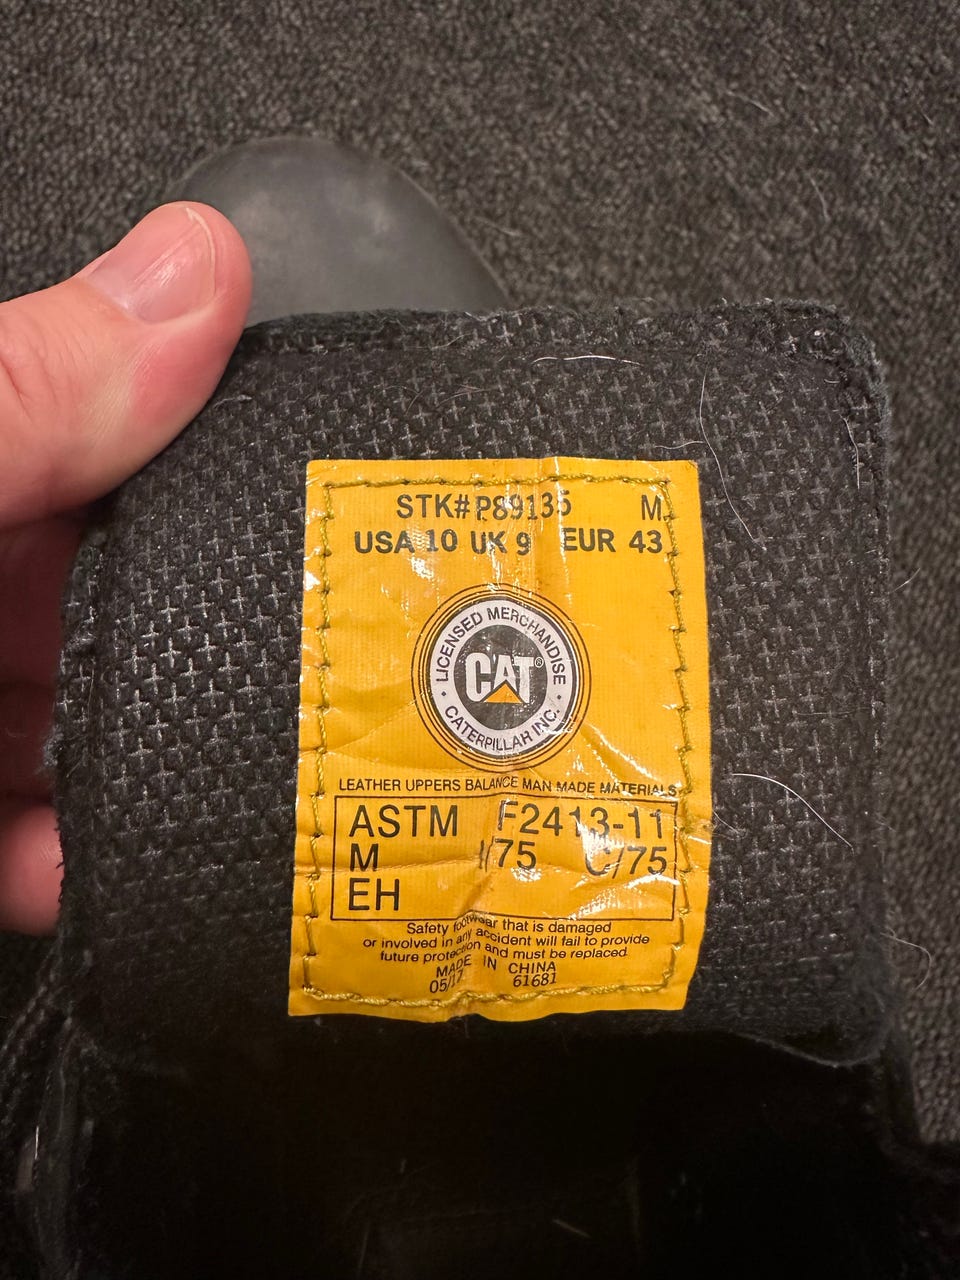 STK# P89135 M
USA 10 UK 9 EUR 43
LICENSED MERCHANDISE
CAT®
CATERPILLAR INC.
LEATHER UPPERS BALANCE MAN MADE MATERIALS
ASTM F2413-11
M I/75 C/75
EH
Safety footwear that is damaged
or involved in any accident will fail to provide
future protection and must be replaced.
MADE IN CHINA
05/17 61681